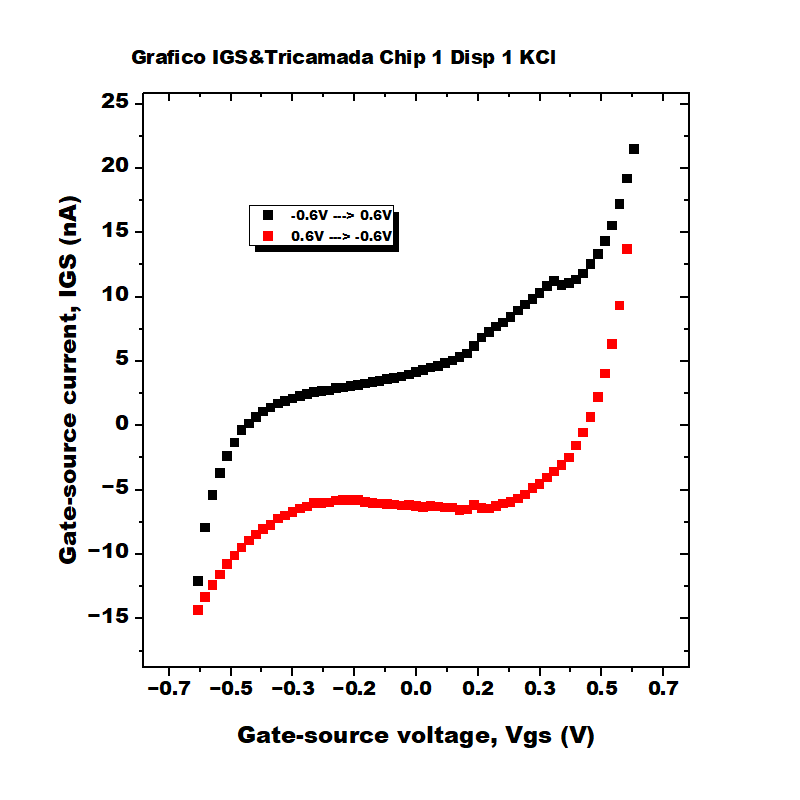 Grafico IGS&Tricamada Chip 1 Disp 1 KCl
25
20
15
10
5
0
−5
−10
−15
Gate-source current, IGS (nA)
-0.6V ---> 0.6V
0.6V ---> -0.6V
−0.7 −0.5 −0.3 −0.2 0.0 0.2 0.3 0.5 0.7
Gate-source voltage, Vgs (V)